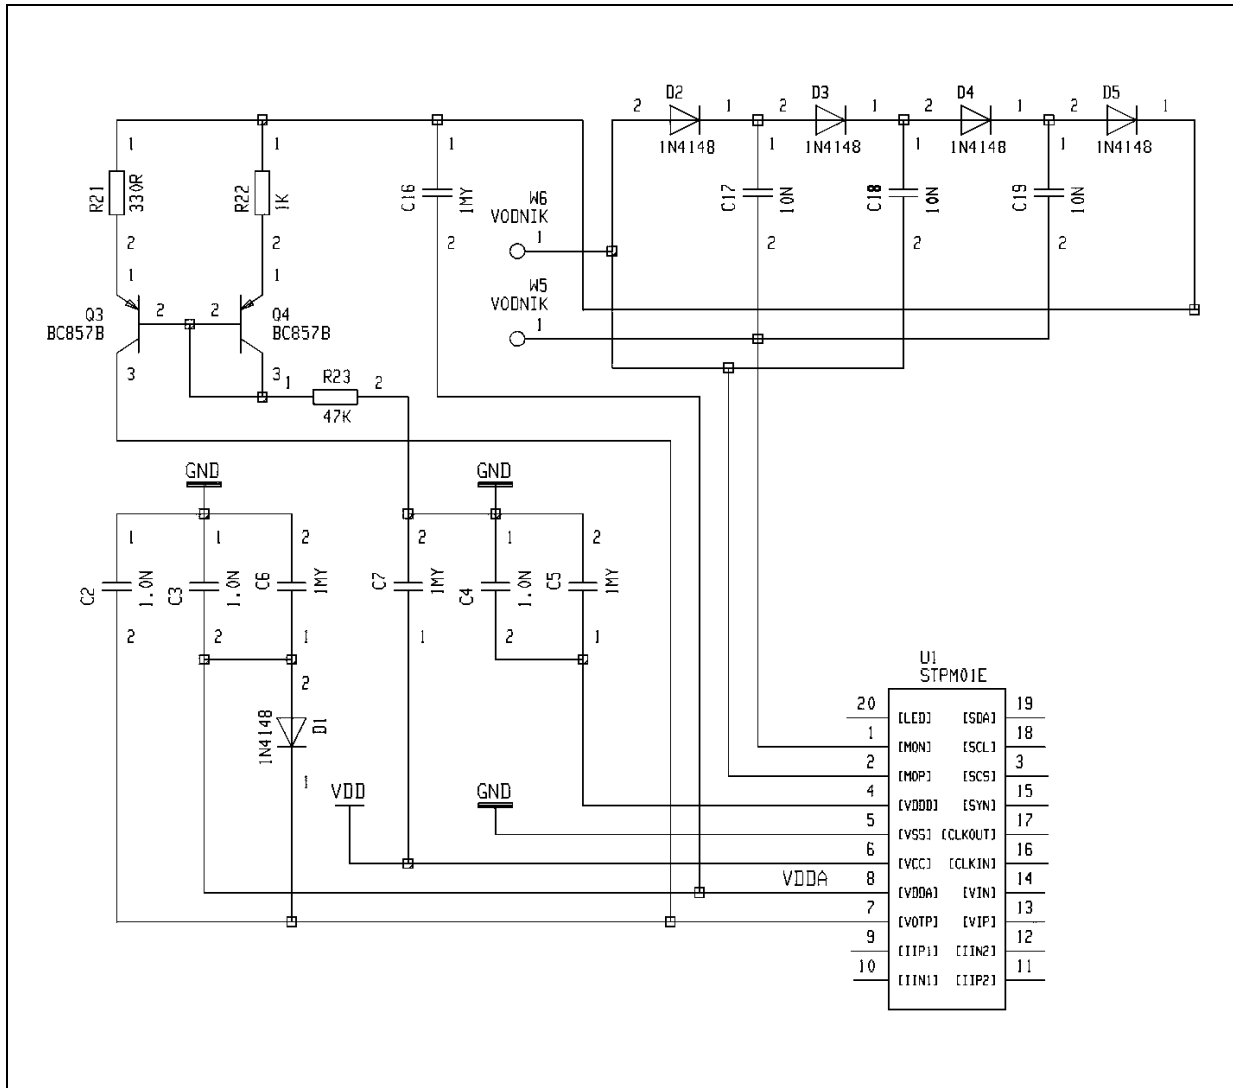 D2
D3
D4
D5
2 1 2 1 2 1 2 1
1N4148
1N4148
1N4148
1N4148
1 1 1 1 1 1
R21
330R
R22
1K
C16
1MY
C17
10N
C18
10N
C19
10N
W6
VODNIK
1
2 2 2 2 2 2
W5
VODNIK
1
1 1
Q3
BC857B
2 2
Q4
BC857B
3 3
1 R23 2
47K
GND
GND
1 1 2 2 1 2
C2
1.0N
C3
1.0N
C6
1MY
C7
1MY
C4
1.0N
C5
1MY
2 2 1 1 2 1
2
1N4148
D1
1
VDD
GND
VDDA
U1
STPM01E
20 [LED] [SDA] 19
1 [MON] [SCL] 18
2 [MOP] [SCS] 3
4 [VDDD] [SYN] 15
5 [VSS] [CLKOUT] 17
6 [VCC] [CLKIN] 16
8 [VDDA] [VIN] 14
7 [VOTP] [VIP] 13
9 [IIP1] [IIN2] 12
10 [IIN1] [IIP2] 11